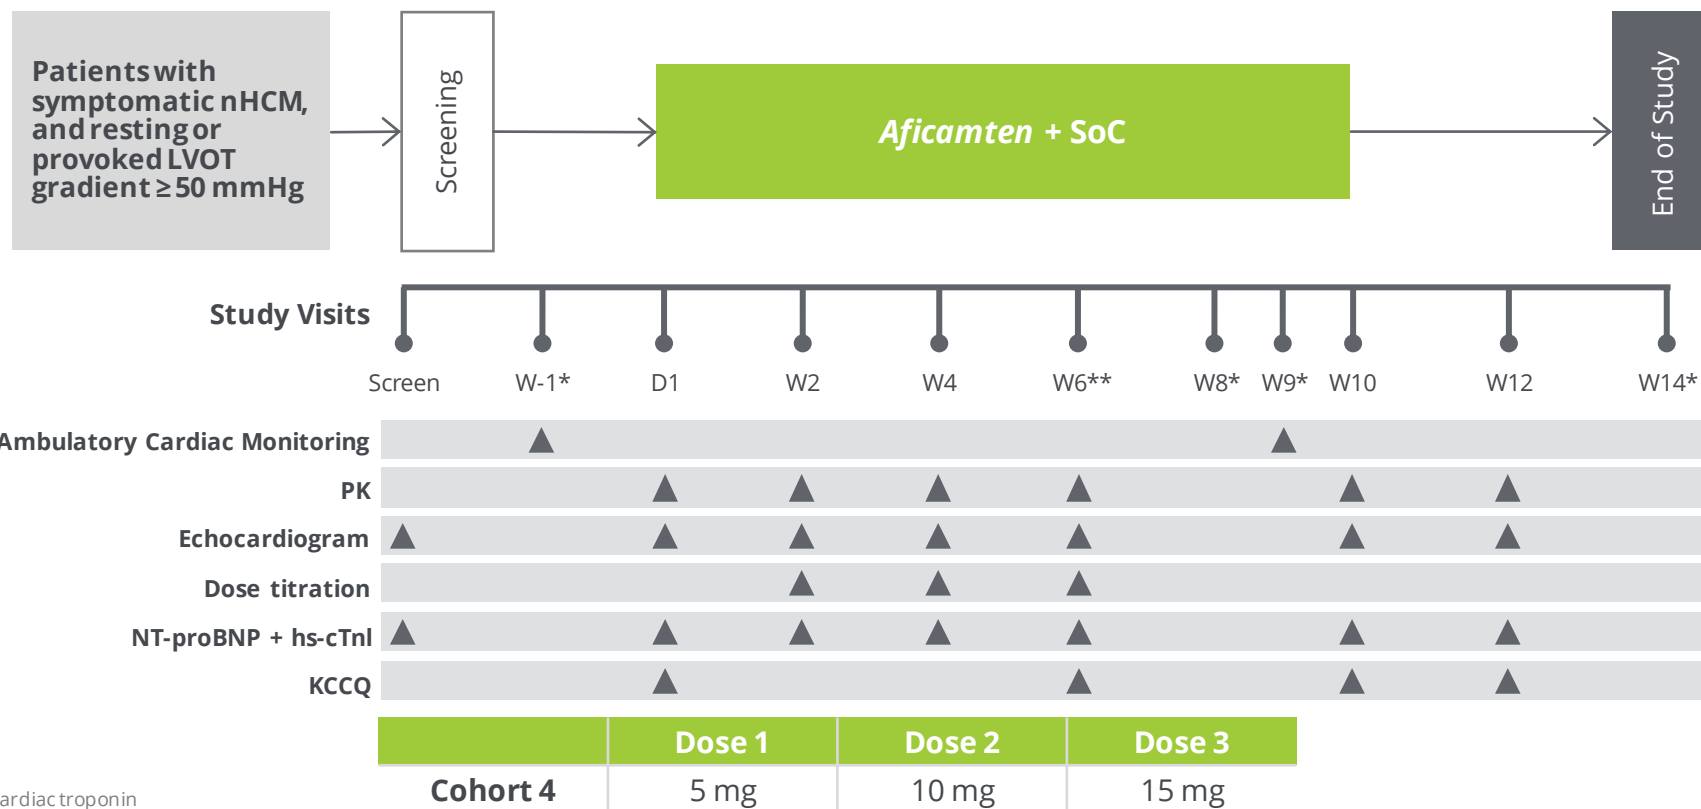 Patients with
symptomatic nHCM,
and resting or
provoked LVOT
gradient ≥ 50 mmHg
Screening
Aficamten + SoC
End of Study
Study Visits
Screen W-1* D1 W2 W4 W6** W8* W9* W10 W12 W14*
Ambulatory Cardiac Monitoring
PK
Echocardiogram
Dose titration
NT-proBNP + hs-cTnI
KCCQ
Dose 1 Dose 2 Dose 3
Cohort 4 5 mg 10 mg 15 mg
ardiac troponin